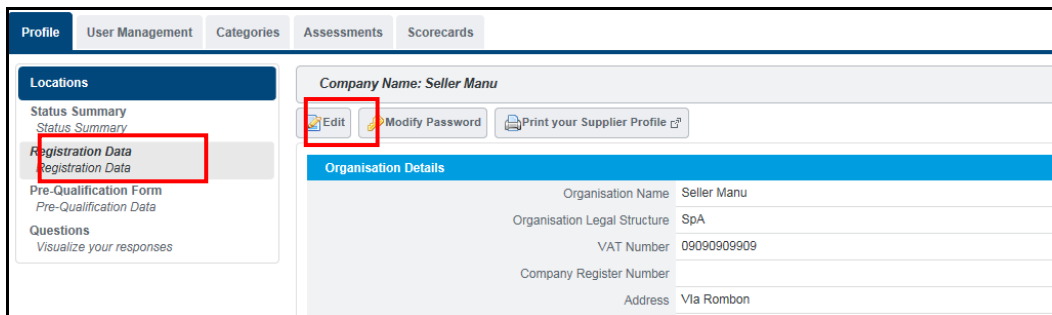 Profile User Management Categories Assessments Scorecards
Locations
Status Summary
Status Summary
Registration Data
Registration Data
Pre-Qualification Form
Pre-Qualification Data
Questions
Visualize your responses
Company Name: Seller Manu
Edit Modify Password Print your Supplier Profile
Organisation Details
Organisation Name Seller Manu
Organisation Legal Structure SpA
VAT Number 09090909909
Company Register Number
Address VIa Rombon